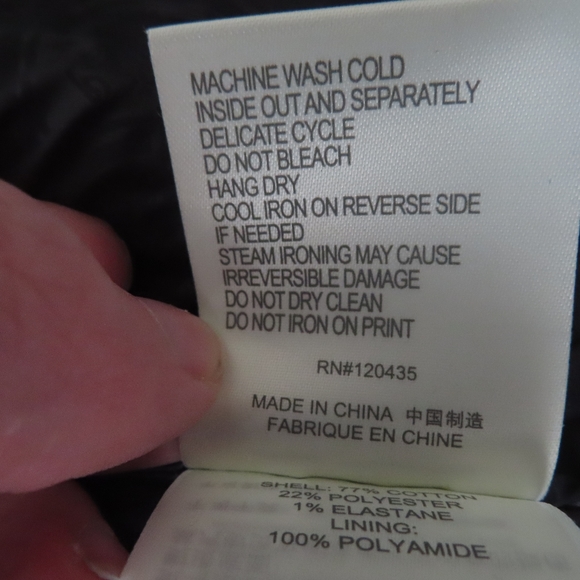 MACHINE WASH COLD
INSIDE OUT AND SEPARATELY
DELICATE CYCLE
DO NOT BLEACH
HANG DRY
COOL IRON ON REVERSE SIDE
IF NEEDED
STEAM IRONING MAY CAUSE
IRREVERSIBLE DAMAGE
DO NOT DRY CLEAN
DO NOT IRON ON PRINT
RN#120435
MADE IN CHINA 中国制造
FABRIQUE EN CHINE
SHELL: 77% COTTON
22% POLYESTER
1% ELASTANE
LINING:
100% POLYAMIDE